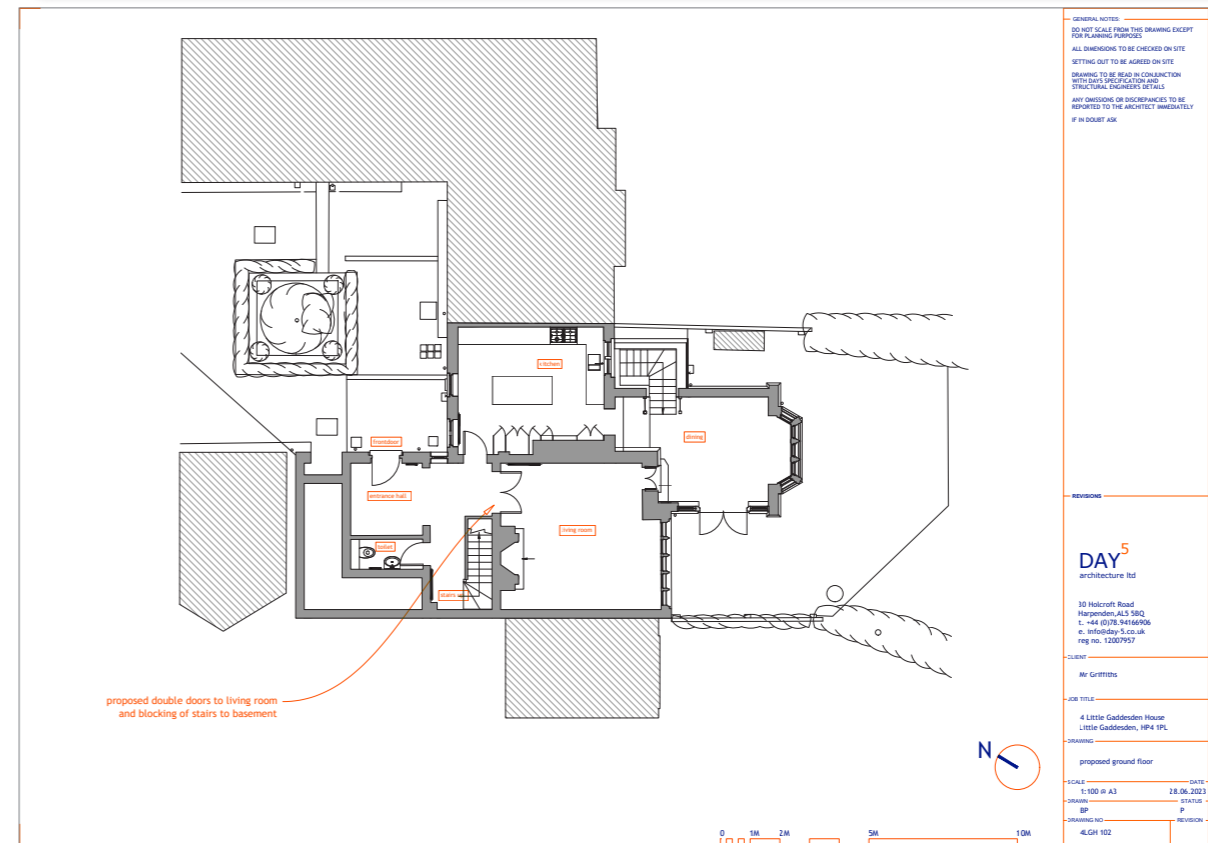 GENERAL NOTES:
DO NOT SCALE FROM THIS DRAWING EXCEPT
FOR PLANNING PURPOSES
ALL DIMENSIONS TO BE CHECKED ON SITE
SETTING OUT TO BE AGREED ON SITE
DRAWING TO BE READ IN CONJUNCTION
WITH DAYS SPECIFICATION AND
STRUCTURAL ENGINEERS DETAILS
ANY OMISSIONS OR DISCREPANCIES TO BE
REPORTED TO THE ARCHITECT IMMEDIATELY
IF IN DOUBT ASK
kitchen
dining
frontdoor
entrance hall
living room
toilet
stairs
proposed double doors to living room
and blocking of stairs to basement
N
0 1M 2M 5M 10M
REVISIONS
DAY5
architecture ltd
30 Holcroft Road
Harpenden,AL5 5BQ
t. +44 (0)78.94166906
e. info@day-5.co.uk
reg no. 12007957
CLIENT
Mr Griffiths
JOB TITLE
4 Little Gaddesden House
Little Gaddesden, HP4 1PL
DRAWING
proposed ground floor
SCALE DATE
1:100 @ A3 28.06.2023
DRAWN STATUS
BP P
DRAWING NO REVISION
4LGH 102